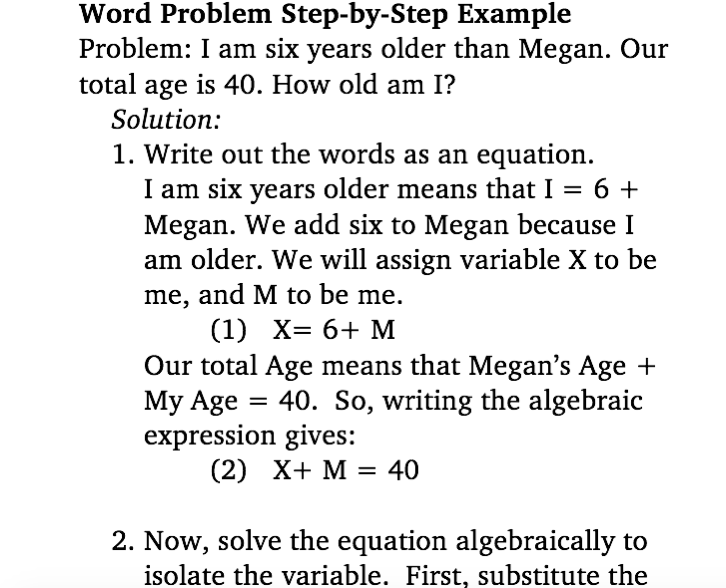 Word Problem Step-by-Step Example
Problem: I am six years older than Megan. Our
total age is 40. How old am I?
Solution:
1. Write out the words as an equation.
I am six years older means that I = 6 +
Megan. We add six to Megan because I
am older. We will assign variable X to be
me, and M to be me.
(1) X= 6+ M
Our total Age means that Megan’s Age +
My Age = 40. So, writing the algebraic
expression gives:
(2) X+ M = 40
2. Now, solve the equation algebraically to
isolate the variable. First, substitute the